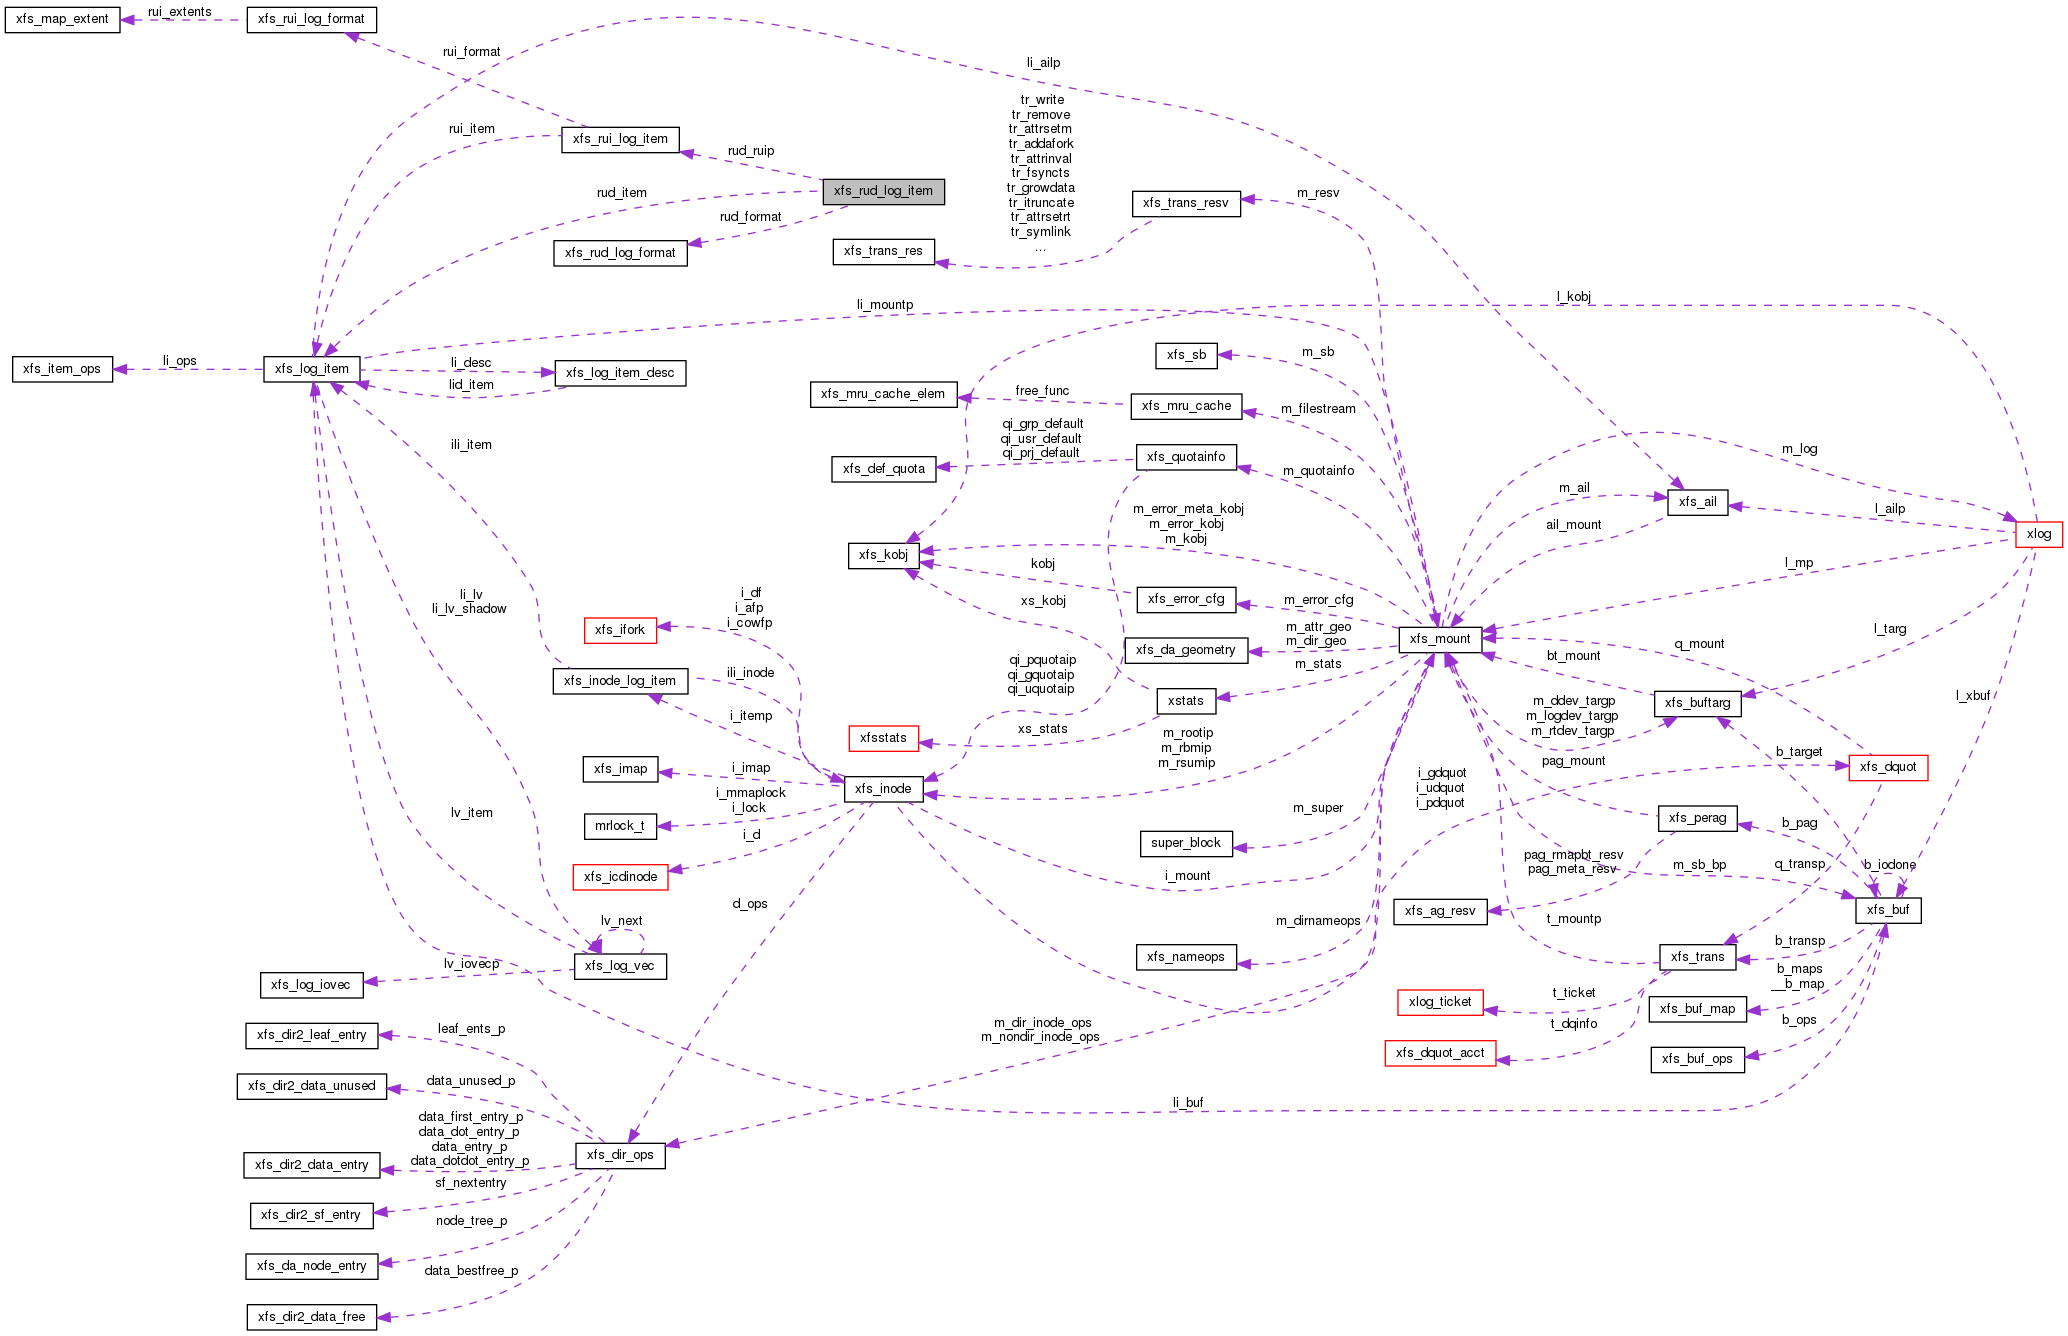 xfs_map_extent
rui_extents
xfs_rui_log_format
rui_format
li_ailp
tr_write
tr_remove
tr_attrsetm
tr_addafork
tr_attrinval
tr_fsyncts
tr_growdata
tr_itruncate
tr_attrsetrt
tr_symlink
...
rui_item
xfs_rui_log_item
rud_ruip
xfs_rud_log_item
rud_item
rud_format
xfs_rud_log_format
xfs_trans_res
xfs_trans_resv
m_resv
li_mountp
l_kobj
xfs_item_ops
li_ops
xfs_log_item
li_desc
lid_item
xfs_log_item_desc
xfs_sb
m_sb
xfs_mru_cache_elem
free_func
xfs_mru_cache
m_filestream
qi_grp_default
qi_usr_default
qi_prj_default
xfs_def_quota
xfs_quotainfo
m_quotainfo
m_log
ili_item
m_ail
xfs_ail
l_ailp
ail_mount
xlog
m_error_meta_kobj
m_error_kobj
m_kobj
xfs_kobj
kobj
xfs_error_cfg
m_error_cfg
l_mp
xs_kobj
li_lv
li_lv_shadow
i_df
i_afp
i_cowfp
xfs_ifork
m_attr_geo
m_dir_geo
xfs_da_geometry
xfs_mount
l_targ
q_mount
bt_mount
m_stats
qi_pquotaip
qi_gquotaip
qi_uquotaip
xfs_inode_log_item
ili_inode
i_itemp
xstats
xs_stats
xfsstats
m_ddev_targp
m_logdev_targp
m_rtdev_targp
xfs_buftarg
l_xbuf
m_rootip
m_rbmip
m_rsumip
b_target
pag_mount
xfs_dquot
xfs_imap
i_imap
xfs_inode
i_gdquot
i_udquot
i_pdquot
i_mmaplock
i_lock
mrlock_t
lv_item
m_super
super_block
xfs_perag
b_pag
i_d
xfs_icdinode
i_mount
pag_rmapbt_resv
pag_meta_resv
m_sb_bp
q_transp
b_iodone
d_ops
xfs_ag_resv
xfs_buf
lv_next
m_dirnameops
t_mountp
b_transp
xfs_log_iovec
lv_iovecp
xfs_log_vec
xfs_nameops
xfs_trans
b_maps
__b_map
xlog_ticket
t_ticket
xfs_buf_map
t_dqinfo
b_ops
xfs_dquot_acct
xfs_buf_ops
xfs_dir2_leaf_entry
leaf_ents_p
m_dir_inode_ops
m_nondir_inode_ops
xfs_dir2_data_unused
data_unused_p
li_buf
data_first_entry_p
data_dot_entry_p
data_entry_p
data_dotdot_entry_p
xfs_dir2_data_entry
xfs_dir_ops
sf_nextentry
xfs_dir2_sf_entry
node_tree_p
xfs_da_node_entry
data_bestfree_p
xfs_dir2_data_free